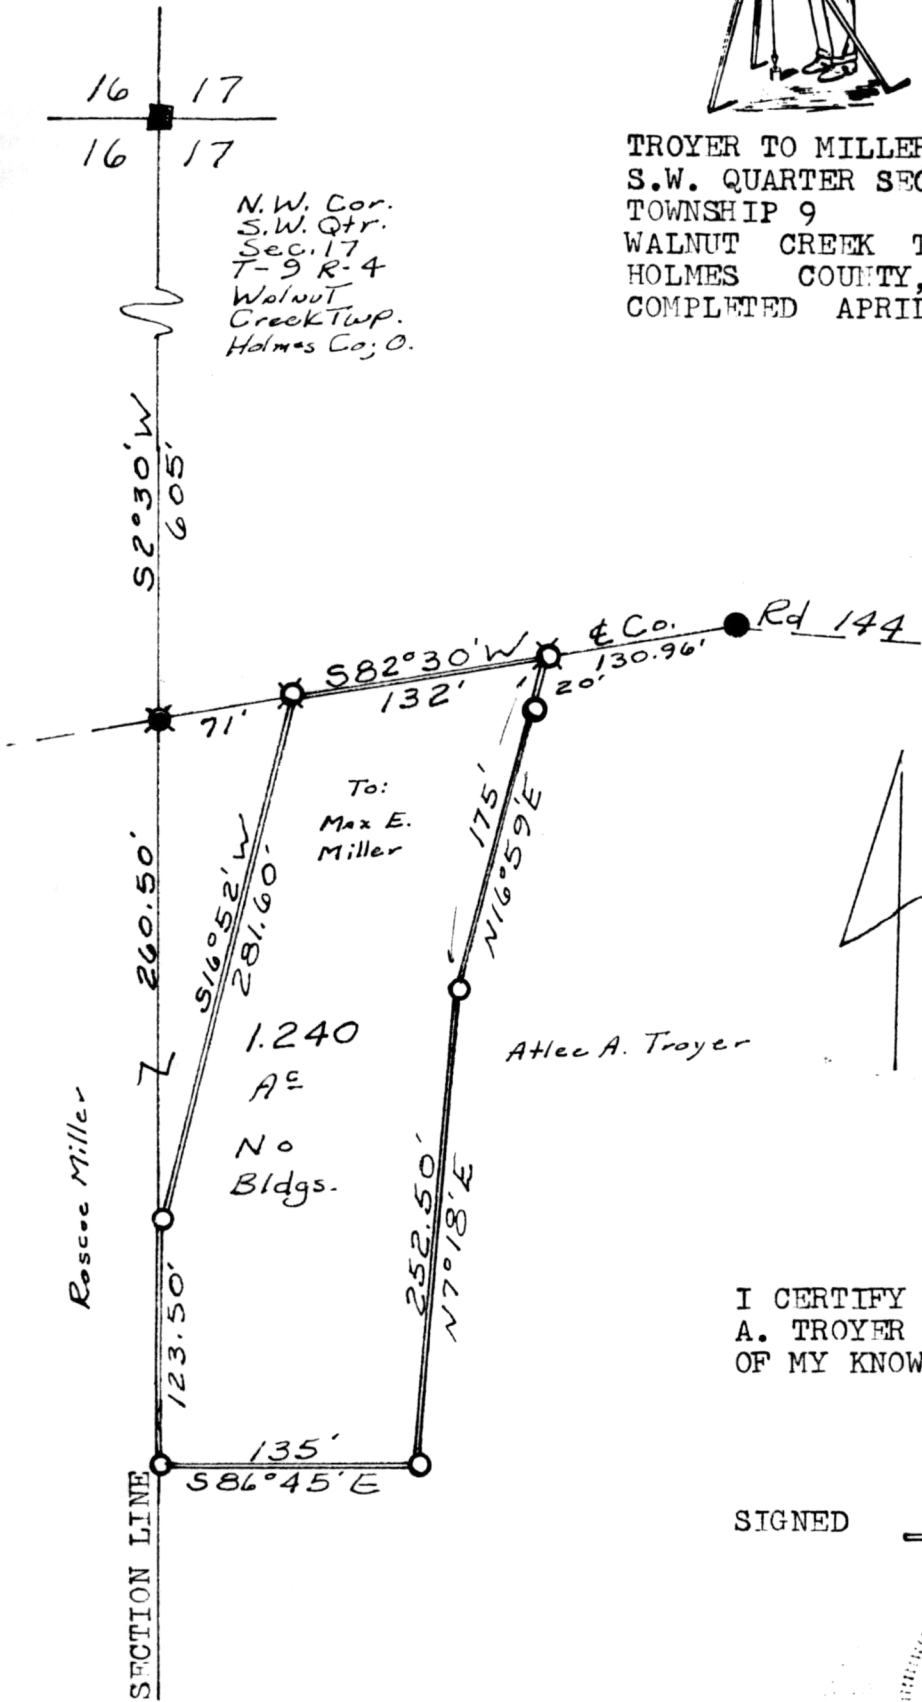 16 17
16 17
N.W. Cor.
S.W. Qtr.
Sec. 17
T-9 R-4
Walnut
Creek Twp.
Holmes Co; O.
TROYER TO MILLER
S.W. QUARTER SEC
TOWNSHIP 9
WALNUT CREEK T
HOLMES COUNTY,
COMPLETED APRIL
S2°30'W
605'
S82°30'W
132'
℄ Co. Rd 144
130.96'
20'
71'
To:
Max E.
Miller
175'
N16°59'E
260.50'
S16°52'W
281.60'
1.240
Ac
No
Bldgs.
Atlee A. Troyer
Roscoe Miller
252.50'
N7°18'E
123.50'
135'
S86°45'E
SECTION LINE
I CERTIFY
A. TROYER
OF MY KNOW
SIGNED